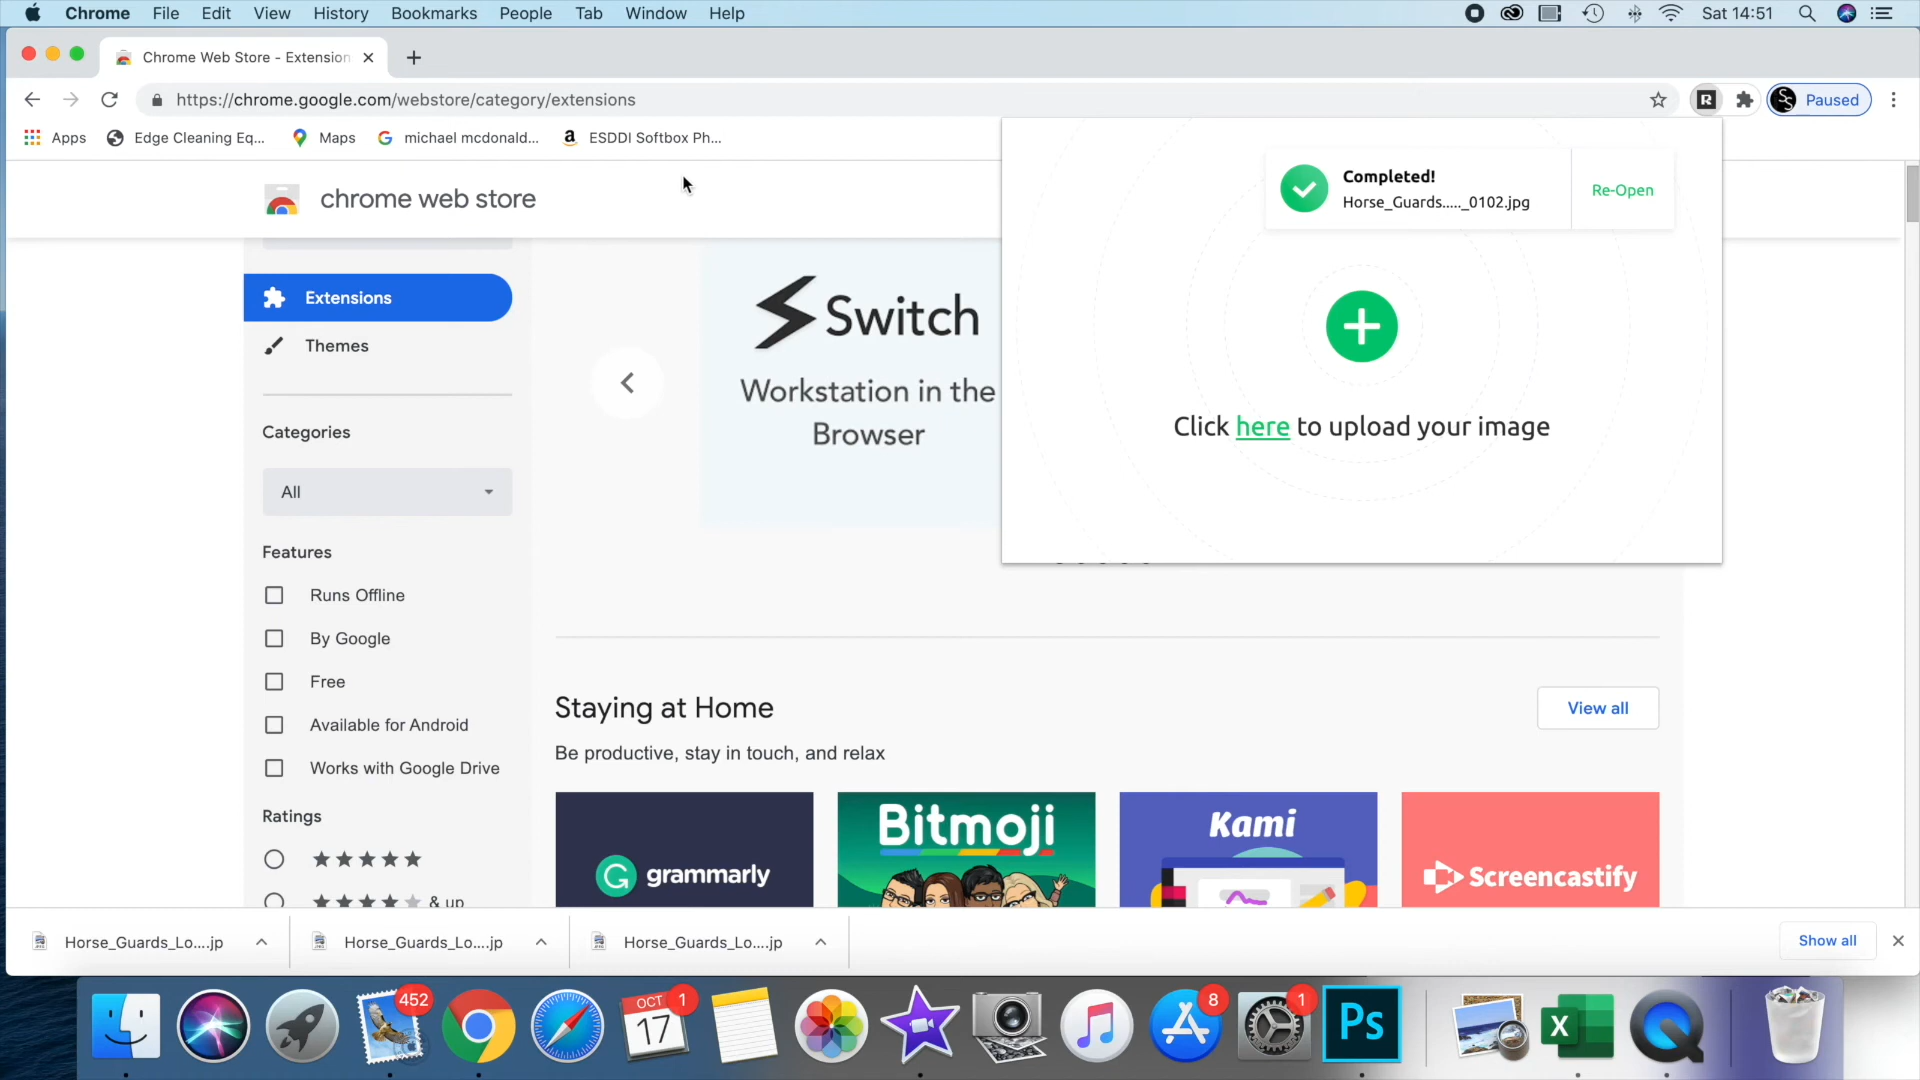 Chrome File Edit View History Bookmarks People Tab Window Help Sat 14:51
Chrome Web Store - Extension
https://chrome.google.com/webstore/category/extensions
Paused
Apps Edge Cleaning Eq... Maps michael mcdonald... ESDDI Softbox Ph...
chrome web store
Completed!
Horse_Guards....._0102.jpg
Re-Open
Click here to upload your image
Extensions
Themes
Categories
All
Features
Runs Offline
By Google
Free
Available for Android
Works with Google Drive
Ratings
& up
Switch
Workstation in the
Browser
Staying at Home
View all
Be productive, stay in touch, and relax
grammarly
Bitmoji
Kami
Screencastify
Horse_Guards_Lo....jp Horse_Guards_Lo....jp Horse_Guards_Lo....jp Show all
452
OCT
17
1
8
1
Ps
X